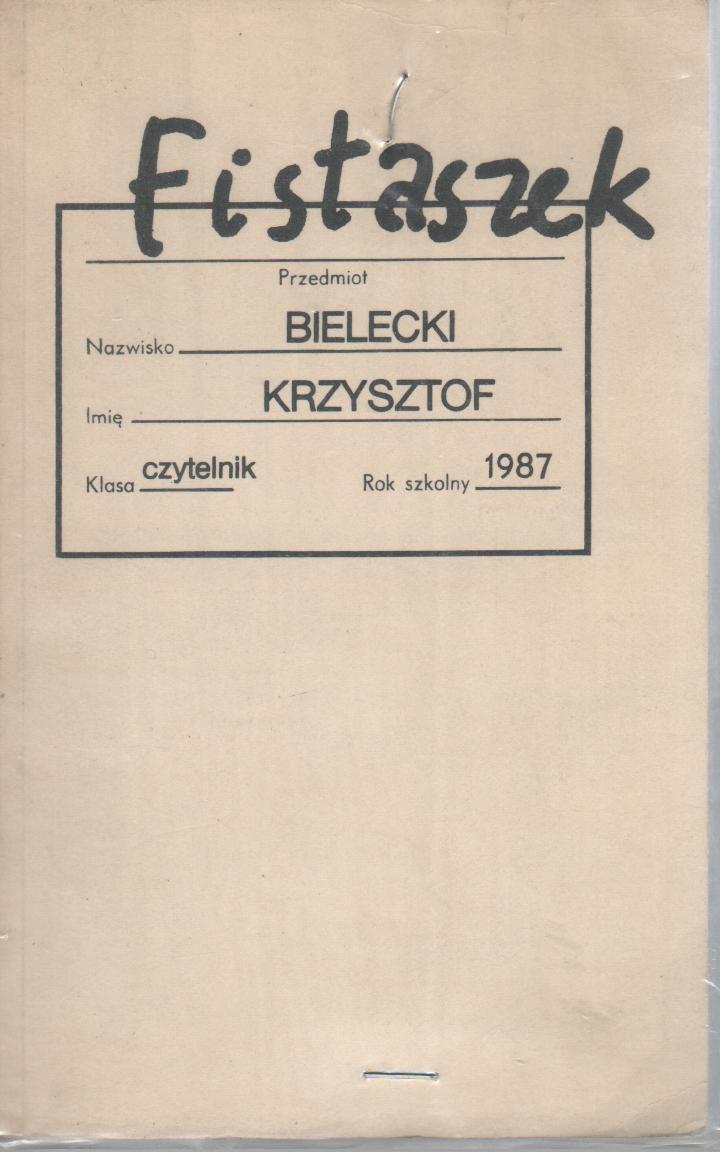 Fistaszek
Przedmiot
Nazwisko BIELECKI
Imię KRZYSZTOF
Klasa czytelnik Rok szkolny 1987